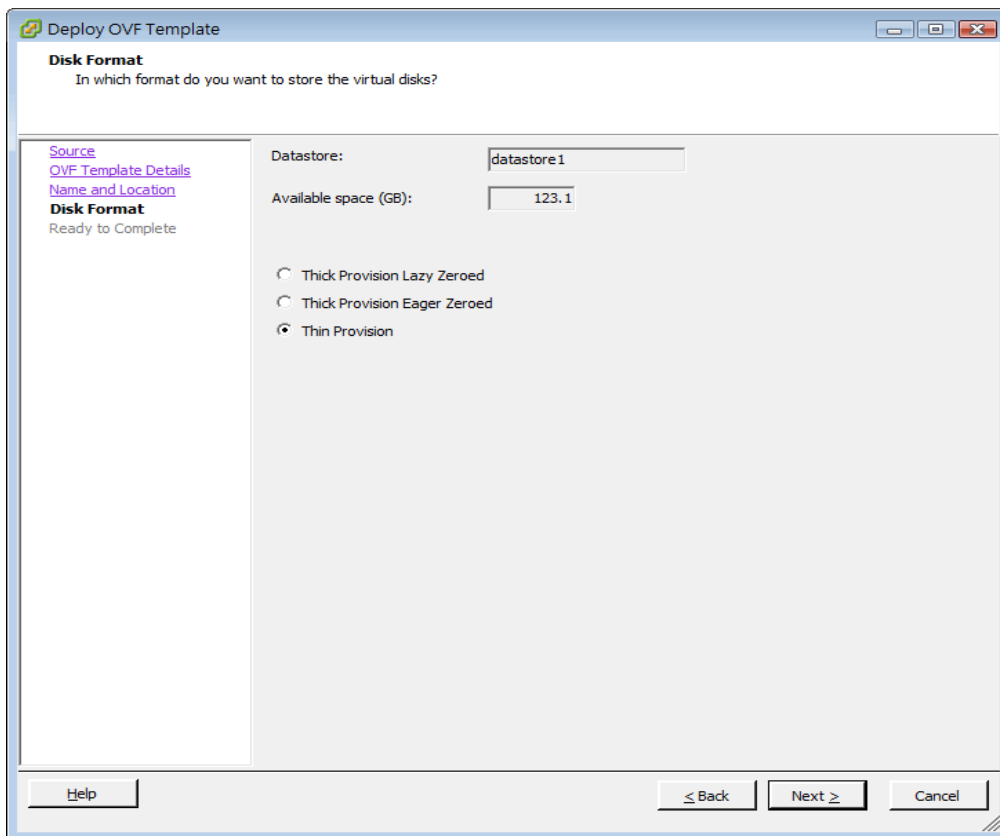 Deploy OVF Template
Disk Format
In which format do you want to store the virtual disks?
Source
OVF Template Details
Name and Location
Disk Format
Ready to Complete
Datastore:
datastore1
Available space (GB):
123.1
Thick Provision Lazy Zeroed
Thick Provision Eager Zeroed
Thin Provision
Help
< Back
Next >
Cancel